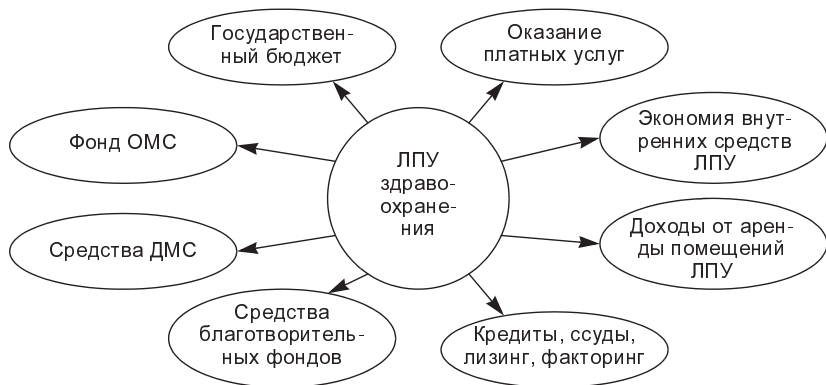 Государствен-
ный бюджет
Оказание
платных услуг
Фонд ОМС
Экономия внут-
ренних средств
ЛПУ
ЛПУ
здраво-
охране-
ния
Средства ДМС
Доходы от арен-
ды помещений
ЛПУ
Средства
благотворитель-
ных фондов
Кредиты, ссуды,
лизинг, факторинг